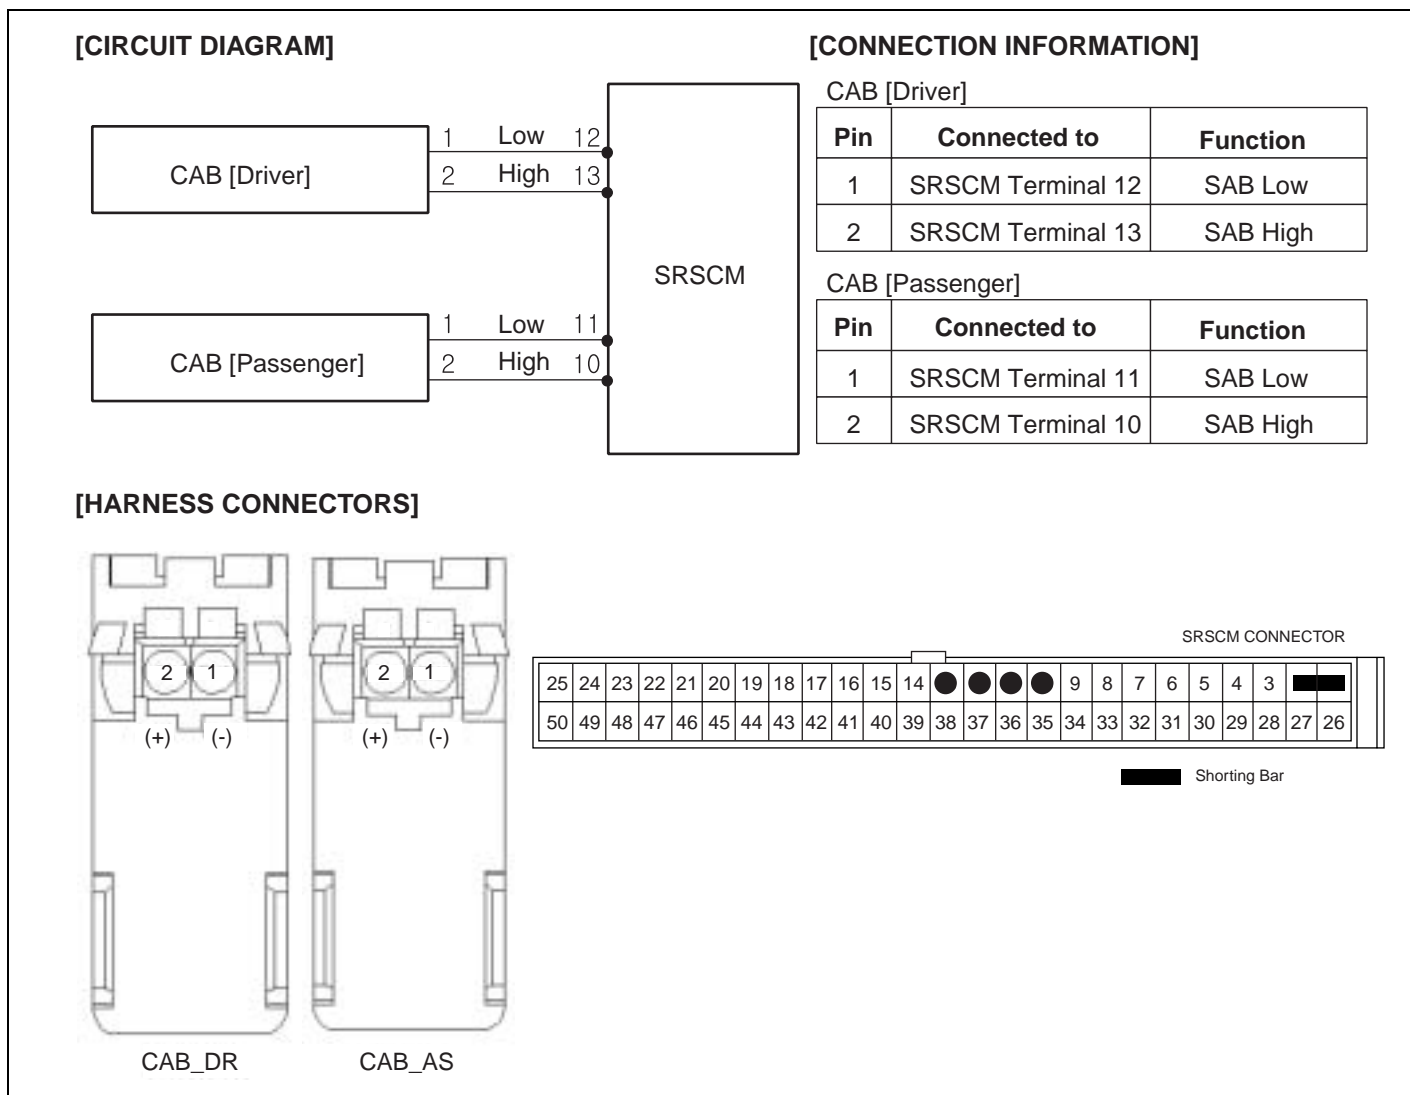 [CIRCUIT DIAGRAM]
CAB [Driver]
1 Low 12
2 High 13
SRSCM
CAB [Passenger]
1 Low 11
2 High 10
[CONNECTION INFORMATION]
CAB [Driver]
Pin Connected to Function
1 SRSCM Terminal 12 SAB Low
2 SRSCM Terminal 13 SAB High
CAB [Passenger]
Pin Connected to Function
1 SRSCM Terminal 11 SAB Low
2 SRSCM Terminal 10 SAB High
[HARNESS CONNECTORS]
2 1
(+) (-)
CAB_DR
2 1
(+) (-)
CAB_AS
SRSCM CONNECTOR
25 24 23 22 21 20 19 18 17 16 15 14 9 8 7 6 5 4 3
50 49 48 47 46 45 44 43 42 41 40 39 38 37 36 35 34 33 32 31 30 29 28 27 26
Shorting Bar